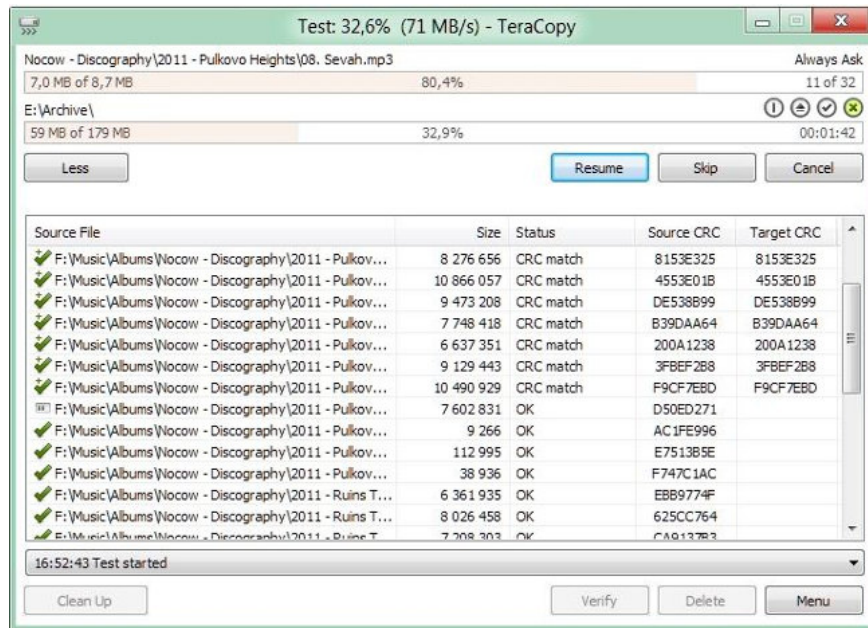 Test: 32,6% (71 MB/s) - TeraCopy
Nocow - Discography\2011 - Pulkovo Heights\08. Sevah.mp3 Always Ask
7,0 MB of 8,7 MB 80,4% 11 of 32
E:\Archive\
59 MB of 179 MB 32,9% 00:01:42
Less Resume Skip Cancel
Source File Size Status Source CRC Target CRC
F:\Music\Albums\Nocow - Discography\2011 - Pulkov... 8 276 656 CRC match 8153E325 8153E325
F:\Music\Albums\Nocow - Discography\2011 - Pulkov... 10 866 057 CRC match 4553E01B 4553E01B
F:\Music\Albums\Nocow - Discography\2011 - Pulkov... 9 473 208 CRC match DE538B99 DE538B99
F:\Music\Albums\Nocow - Discography\2011 - Pulkov... 7 748 418 CRC match B39DAA64 B39DAA64
F:\Music\Albums\Nocow - Discography\2011 - Pulkov... 6 637 351 CRC match 200A1238 200A1238
F:\Music\Albums\Nocow - Discography\2011 - Pulkov... 9 129 443 CRC match 3FBEF2B8 3FBEF2B8
F:\Music\Albums\Nocow - Discography\2011 - Pulkov... 10 490 929 CRC match F9CF7EBD F9CF7EBD
F:\Music\Albums\Nocow - Discography\2011 - Pulkov... 7 602 831 OK D50ED271
F:\Music\Albums\Nocow - Discography\2011 - Pulkov... 9 266 OK AC1FE996
F:\Music\Albums\Nocow - Discography\2011 - Pulkov... 112 995 OK E7513B5E
F:\Music\Albums\Nocow - Discography\2011 - Pulkov... 38 936 OK F747C1AC
F:\Music\Albums\Nocow - Discography\2011 - Ruins T... 6 361 935 OK EBB9774F
F:\Music\Albums\Nocow - Discography\2011 - Ruins T... 8 026 458 OK 625CC764
F:\Music\Albums\Nocow - Discography\2011 - Ruins T... 7 208 303 OK CA9137B3
16:52:43 Test started
Clean Up Verify Delete Menu